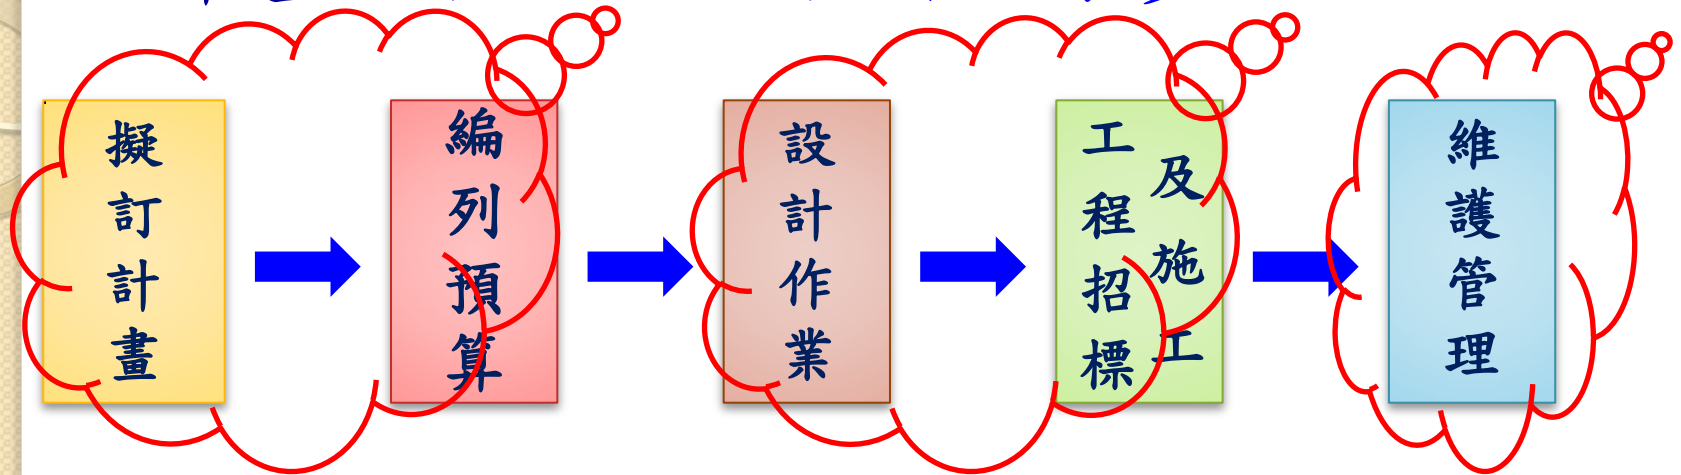 擬訂計畫
編列預算
設計作業
工程招標
及施工
維護管理